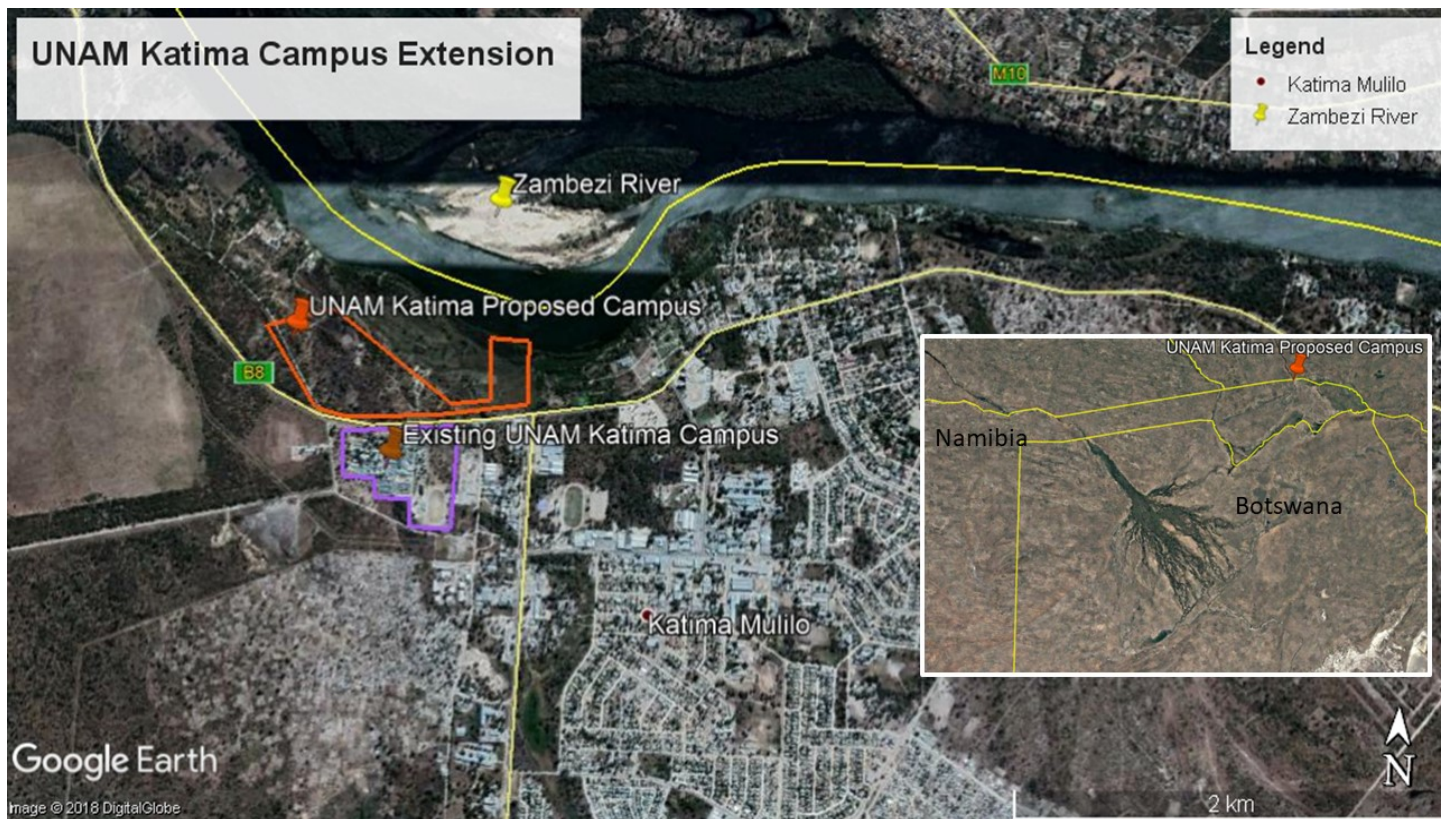 UNAM Katima Campus Extension
Legend
Katima Mulilo
Zambezi River
M10
Zambezi River
UNAM Katima Proposed Campus
B8
Existing UNAM Katima Campus
UNAM Katima Proposed Campus
Namibia
Botswana
Katima Mulilo
Google Earth
N
Image © 2018 DigitalGlobe
2 km